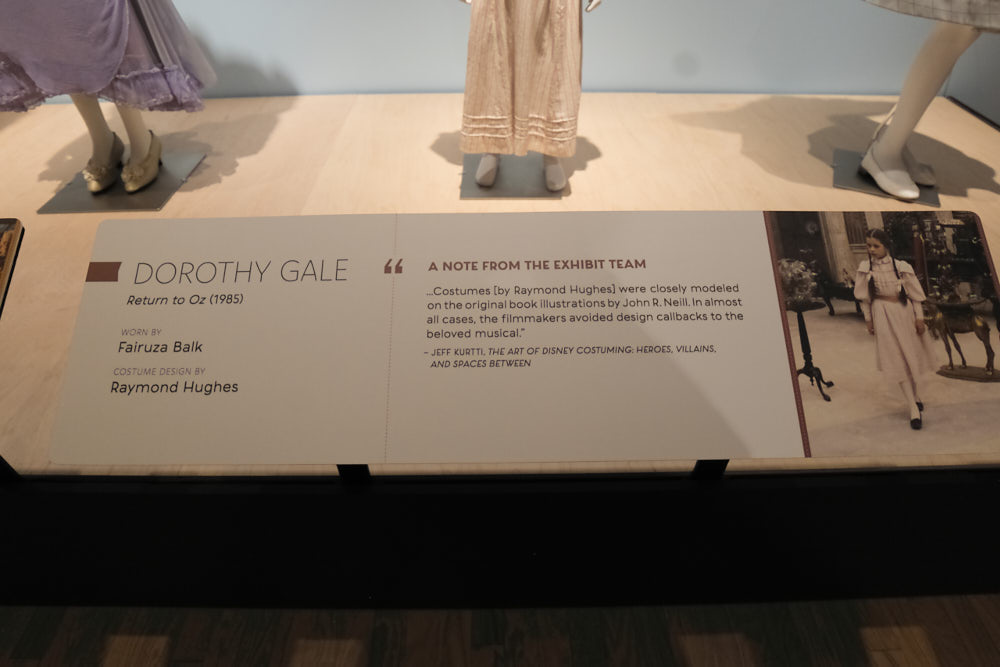 DOROTHY GALE
Return to Oz (1985)
WORN BY
Fairuza Balk
COSTUME DESIGN BY
Raymond Hughes
“ A NOTE FROM THE EXHIBIT TEAM
...Costumes [by Raymond Hughes] were closely modeled
on the original book illustrations by John R. Neill. In almost
all cases, the filmmakers avoided design callbacks to the
beloved musical.”
– JEFF KURTTI, THE ART OF DISNEY COSTUMING: HEROES, VILLAINS,
AND SPACES BETWEEN